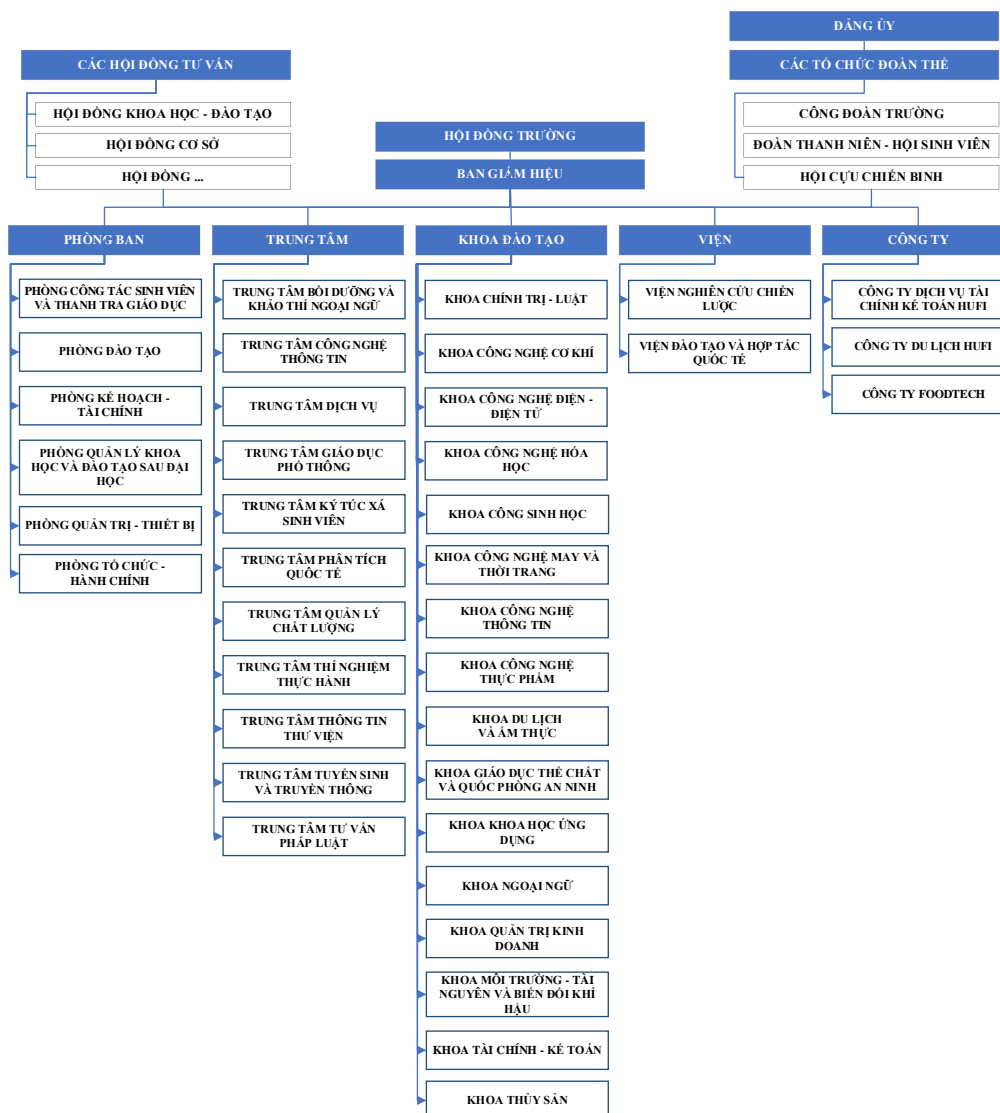 ĐẢNG ỦY
CÁC HỘI ĐỒNG TƯ VẤN
CÁC TỔ CHỨC ĐOÀN THỂ
HỘI ĐỒNG KHOA HỌC - ĐÀO TẠO
HỘI ĐỒNG CƠ SỞ
HỘI ĐỒNG ...
CÔNG ĐOÀN TRƯỜNG
ĐOÀN THANH NIÊN - HỘI SINH VIÊN
HỘI CỰU CHIẾN BINH
HỘI ĐỒNG TRƯỜNG
BAN GIÁM HIỆU
PHÒNG BAN
TRUNG TÂM
KHOA ĐÀO TẠO
VIỆN
CÔNG TY
PHÒNG CÔNG TÁC SINH VIÊN
VÀ THANH TRA GIÁO DỤC
PHÒNG ĐÀO TẠO
PHÒNG KẾ HOẠCH -
TÀI CHÍNH
PHÒNG QUẢN LÝ KHOA
HỌC VÀ ĐÀO TẠO SAU ĐẠI
HỌC
PHÒNG QUẢN TRỊ - THIẾT BỊ
PHÒNG TỔ CHỨC -
HÀNH CHÍNH
TRUNG TÂM BỒI DƯỠNG VÀ
KHẢO THÍ NGOẠI NGỮ
TRUNG TÂM CÔNG NGHỆ
THÔNG TIN
TRUNG TÂM DỊCH VỤ
TRUNG TÂM GIÁO DỤC
PHỔ THÔNG
TRUNG TÂM KÝ TÚC XÁ
SINH VIÊN
TRUNG TÂM PHÂN TÍCH
QUỐC TẾ
TRUNG TÂM QUẢN LÝ
CHẤT LƯỢNG
TRUNG TÂM THÍ NGHIỆM
THỰC HÀNH
TRUNG TÂM THÔNG TIN
THƯ VIỆN
TRUNG TÂM TUYỂN SINH
VÀ TRUYỀN THÔNG
TRUNG TÂM TƯ VẤN
PHÁP LUẬT
KHOA CHÍNH TRỊ - LUẬT
KHOA CÔNG NGHỆ CƠ KHÍ
KHOA CÔNG NGHỆ ĐIỆN -
ĐIỆN TỬ
KHOA CÔNG NGHỆ HÓA
HỌC
KHOA CÔNG SINH HỌC
KHOA CÔNG NGHỆ MAY VÀ
THỜI TRANG
KHOA CÔNG NGHỆ
THÔNG TIN
KHOA CÔNG NGHỆ
THỰC PHẨM
KHOA DU LỊCH
VÀ ẨM THỰC
KHOA GIÁO DỤC THỂ CHẤT
VÀ QUỐC PHÒNG AN NINH
KHOA KHOA HỌC ỨNG
DỤNG
KHOA NGOẠI NGỮ
KHOA QUẢN TRỊ KINH
DOANH
KHOA MÔI TRƯỜNG - TÀI
NGUYÊN VÀ BIẾN ĐỔI KHÍ
HẬU
KHOA TÀI CHÍNH - KẾ TOÁN
KHOA THỦY SẢN
VIỆN NGHIÊN CỨU CHIẾN
LƯỢC
VIỆN ĐÀO TẠO VÀ HỢP TÁC
QUỐC TẾ
CÔNG TY DỊCH VỤ TÀI
CHÍNH KẾ TOÁN HUFI
CÔNG TY DU LỊCH HUFI
CÔNG TY FOODTECH